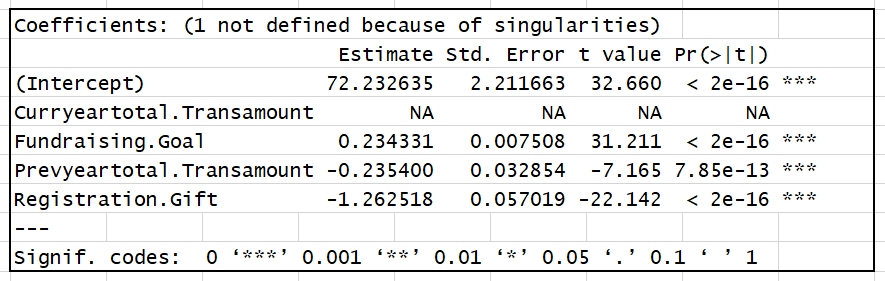 Coefficients: (1 not defined because of singularities)
Estimate Std. Error t value Pr(>|t|)
(Intercept) 72.232635 2.211663 32.660 < 2e-16 ***
Curryeartotal.Transamount NA NA NA NA
Fundraising.Goal 0.234331 0.007508 31.211 < 2e-16 ***
Prevyeartotal.Transamount -0.235400 0.032854 -7.165 7.85e-13 ***
Registration.Gift -1.262518 0.057019 -22.142 < 2e-16 ***
---
Signif. codes: 0 ‘***’ 0.001 ‘**’ 0.01 ‘*’ 0.05 ‘.’ 0.1 ‘ ’ 1